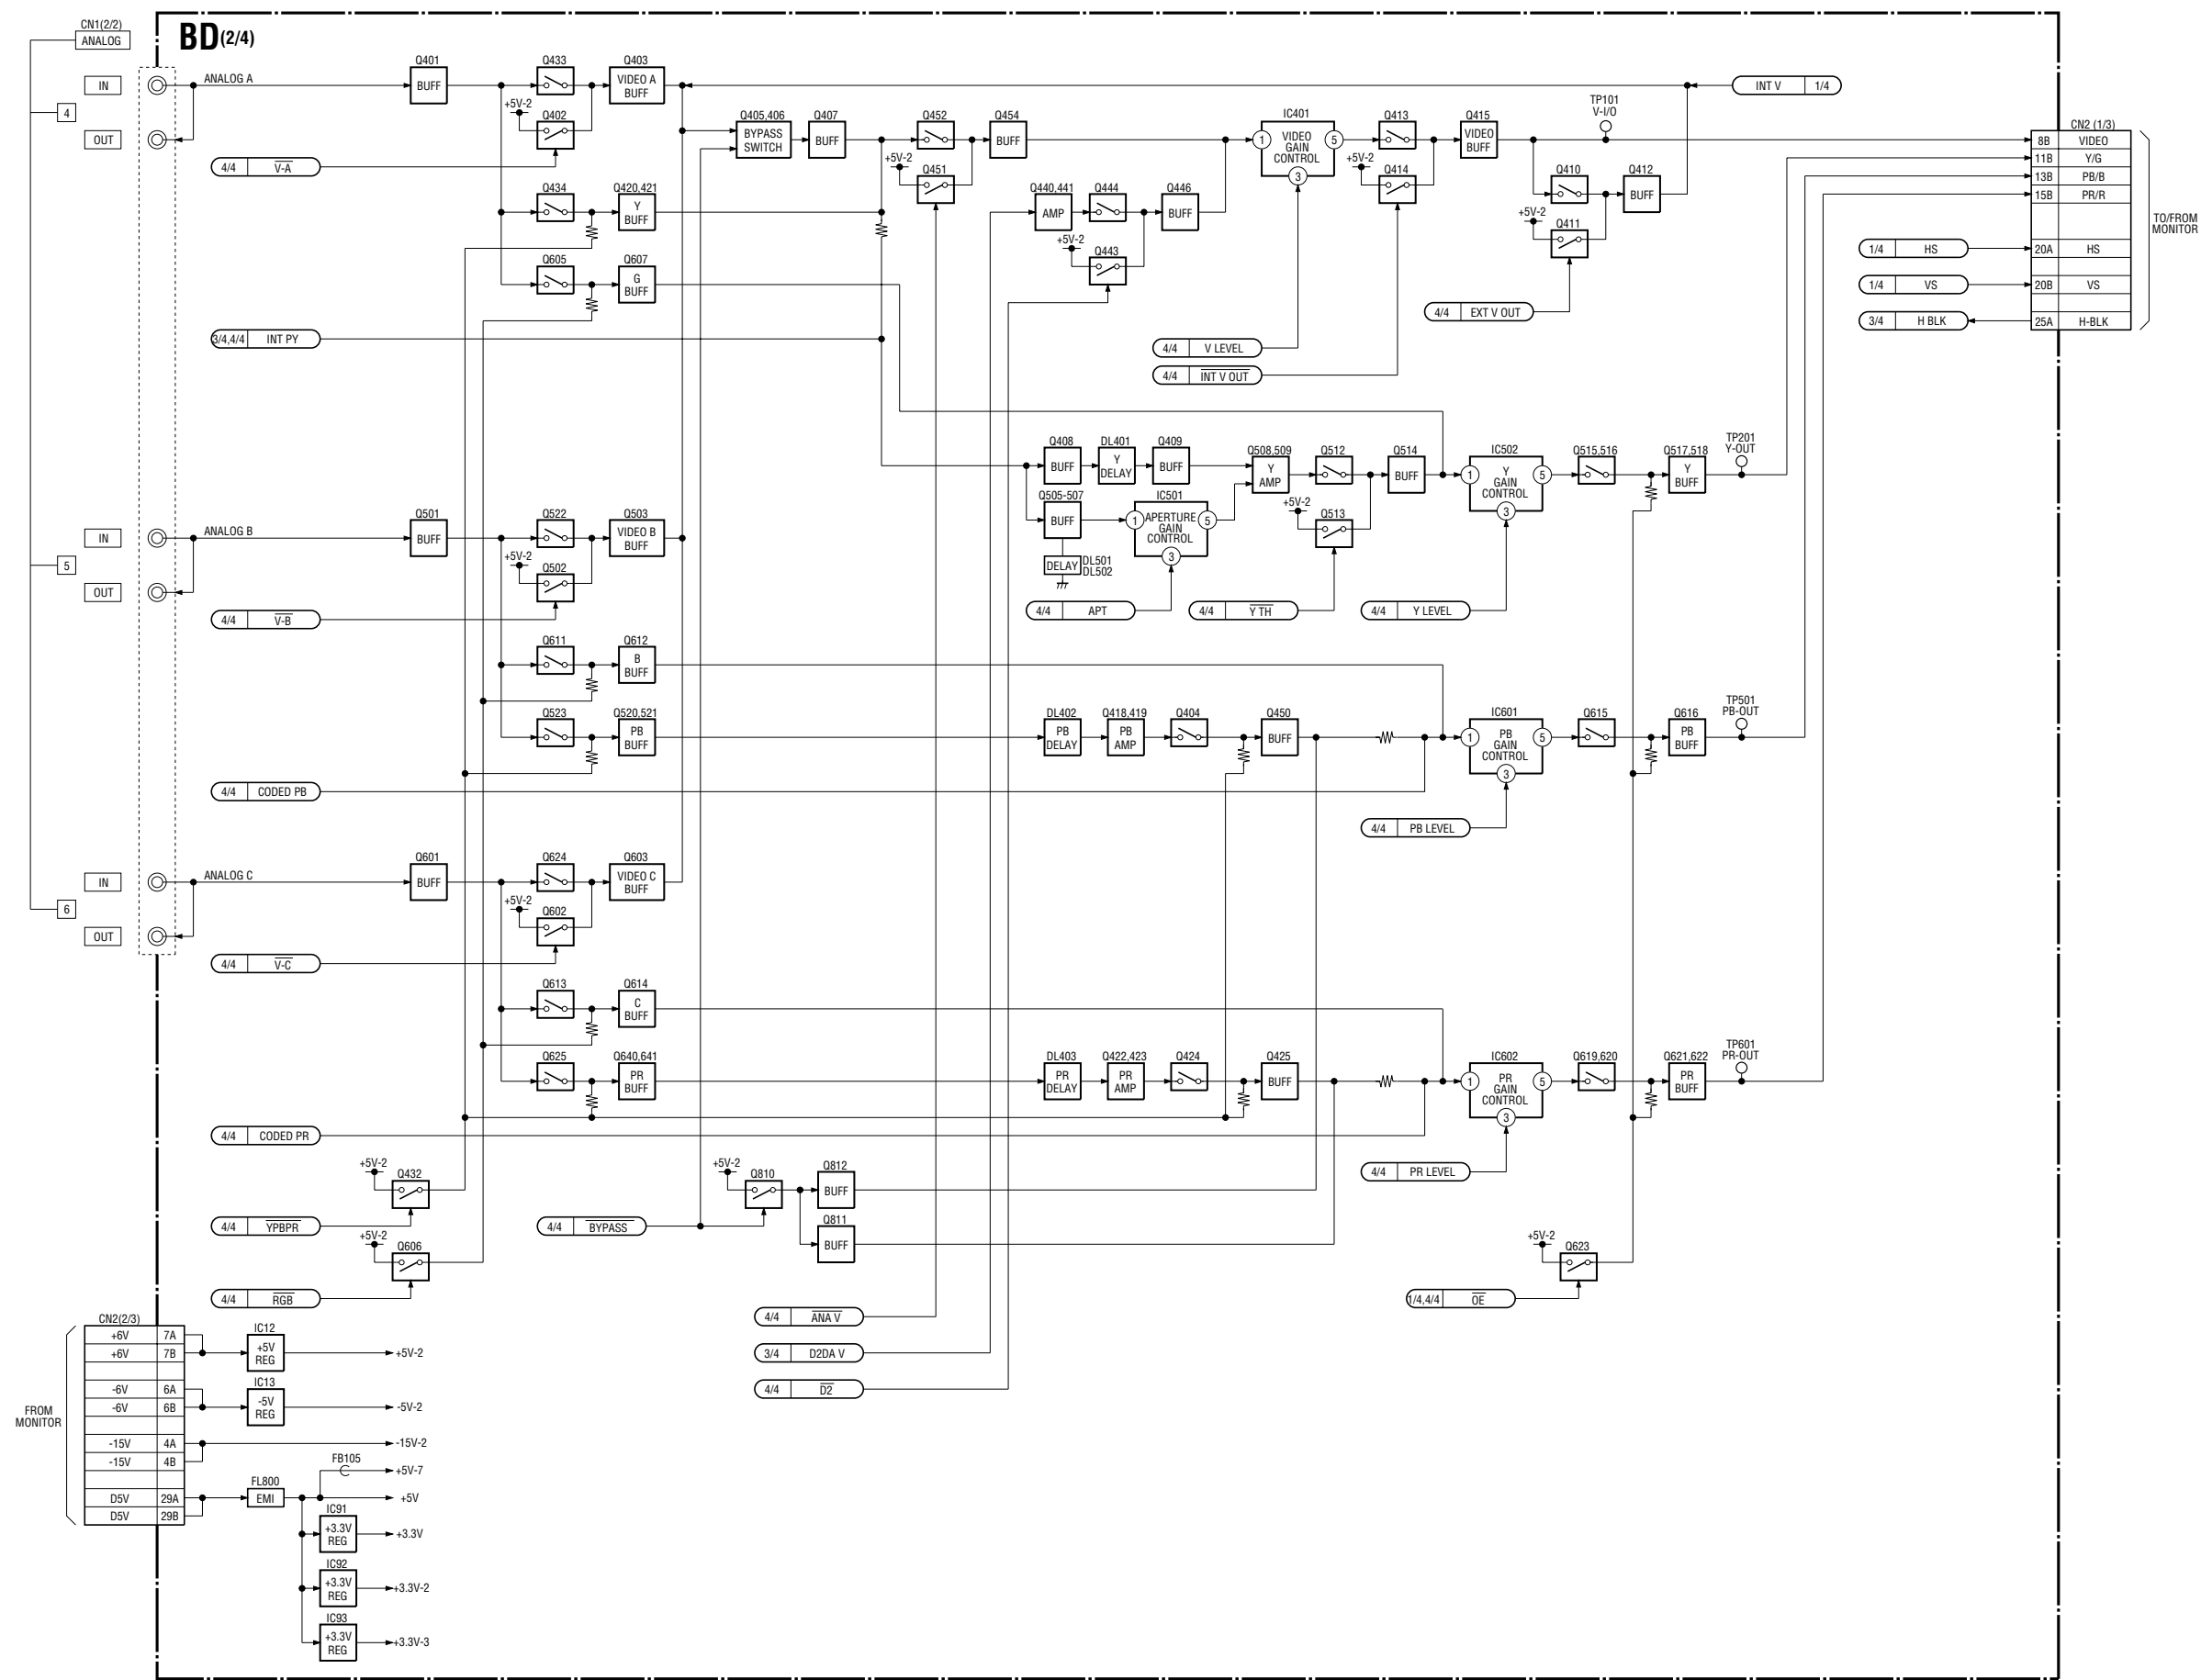 CN1(2/2)
ANALOG
BD(2/4)
IN
4
OUT
ANALOG A
Q401
BUFF
Q433
Q403
VIDEO A
BUFF
+5V-2
Q402
4/4 V-A
Q434
Q420,421
Y
BUFF
Q605
Q607
G
BUFF
3/4,4/4 INT PY
Q405,406
BYPASS
SWITCH
Q407
BUFF
Q452
Q454
BUFF
+5V-2
Q451
Q440,441
AMP
Q444
Q446
BUFF
+5V-2
Q443
IC401
1
VIDEO
GAIN
CONTROL
5
3
Q413
Q415
VIDEO
BUFF
+5V-2
Q414
TP101
V-I/O
INT V 1/4
Q410
Q412
BUFF
+5V-2
Q411
4/4 EXT V OUT
4/4 V LEVEL
4/4 INT V OUT
CN2 (1/3)
8B VIDEO
11B Y/G
13B PB/B
15B PR/R
1/4 HS
20A HS
1/4 VS
20B VS
3/4 H BLK
25A H-BLK
TO/FROM
MONITOR
Q408
BUFF
DL401
Y
DELAY
Q409
BUFF
Q508,509
Y
AMP
Q512
Q514
BUFF
IC502
1
Y
GAIN
CONTROL
5
3
Q515,516
Q517,518
Y
BUFF
TP201
Y-OUT
Q505-507
BUFF
IC501
1
APERTURE
GAIN
CONTROL
5
3
+5V-2
Q513
DELAY
DL501
DL502
4/4 APT
4/4 Y TH
4/4 Y LEVEL
IN
5
OUT
ANALOG B
Q501
BUFF
Q522
Q503
VIDEO B
BUFF
+5V-2
Q502
4/4 V-B
Q611
Q612
B
BUFF
Q523
Q520,521
PB
BUFF
DL402
PB
DELAY
Q418,419
PB
AMP
Q404
Q450
BUFF
IC601
1
PB
GAIN
CONTROL
5
3
Q615
Q616
PB
BUFF
TP501
PB-OUT
4/4 CODED PB
4/4 PB LEVEL
IN
6
OUT
ANALOG C
Q601
BUFF
Q624
Q603
VIDEO C
BUFF
+5V-2
Q602
4/4 V-C
Q613
Q614
C
BUFF
Q625
Q640,641
PR
BUFF
DL403
PR
DELAY
Q422,423
PR
AMP
Q424
Q425
BUFF
IC602
1
PR
GAIN
CONTROL
5
3
Q619,620
Q621,622
PR
BUFF
TP601
PR-OUT
4/4 CODED PR
4/4 PR LEVEL
+5V-2
Q432
4/4 YPBPR
+5V-2
Q606
4/4 RGB
+5V-2
Q810
Q812
BUFF
4/4 BYPASS
Q811
BUFF
+5V-2
Q623
1/4,4/4 OE
4/4 ANA V
3/4 D2DA V
4/4 D2
CN2(2/3)
+6V 7A
+6V 7B
-6V 6A
-6V 6B
-15V 4A
-15V 4B
D5V 29A
D5V 29B
FROM
MONITOR
IC12
+5V
REG
+5V-2
IC13
-5V
REG
-5V-2
-15V-2
FB105
+5V-7
FL800
EMI
+5V
IC91
+3.3V
REG
+3.3V
IC92
+3.3V
REG
+3.3V-2
IC93
+3.3V
REG
+3.3V-3